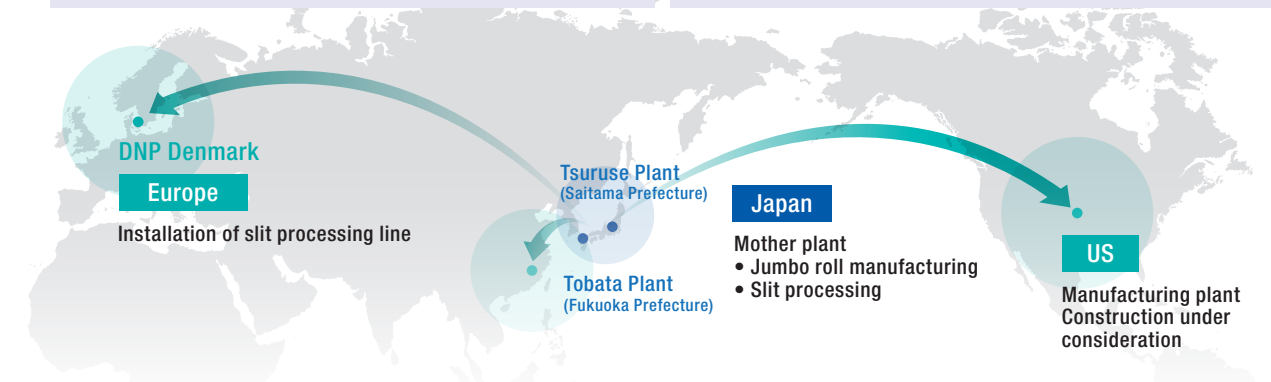 DNP Denmark
Europe
Installation of slit processing line
Tsuruse Plant
(Saitama Prefecture)
Tobata Plant
(Fukuoka Prefecture)
Japan
Mother plant
• Jumbo roll manufacturing
• Slit processing
US
Manufacturing plant
Construction under
consideration